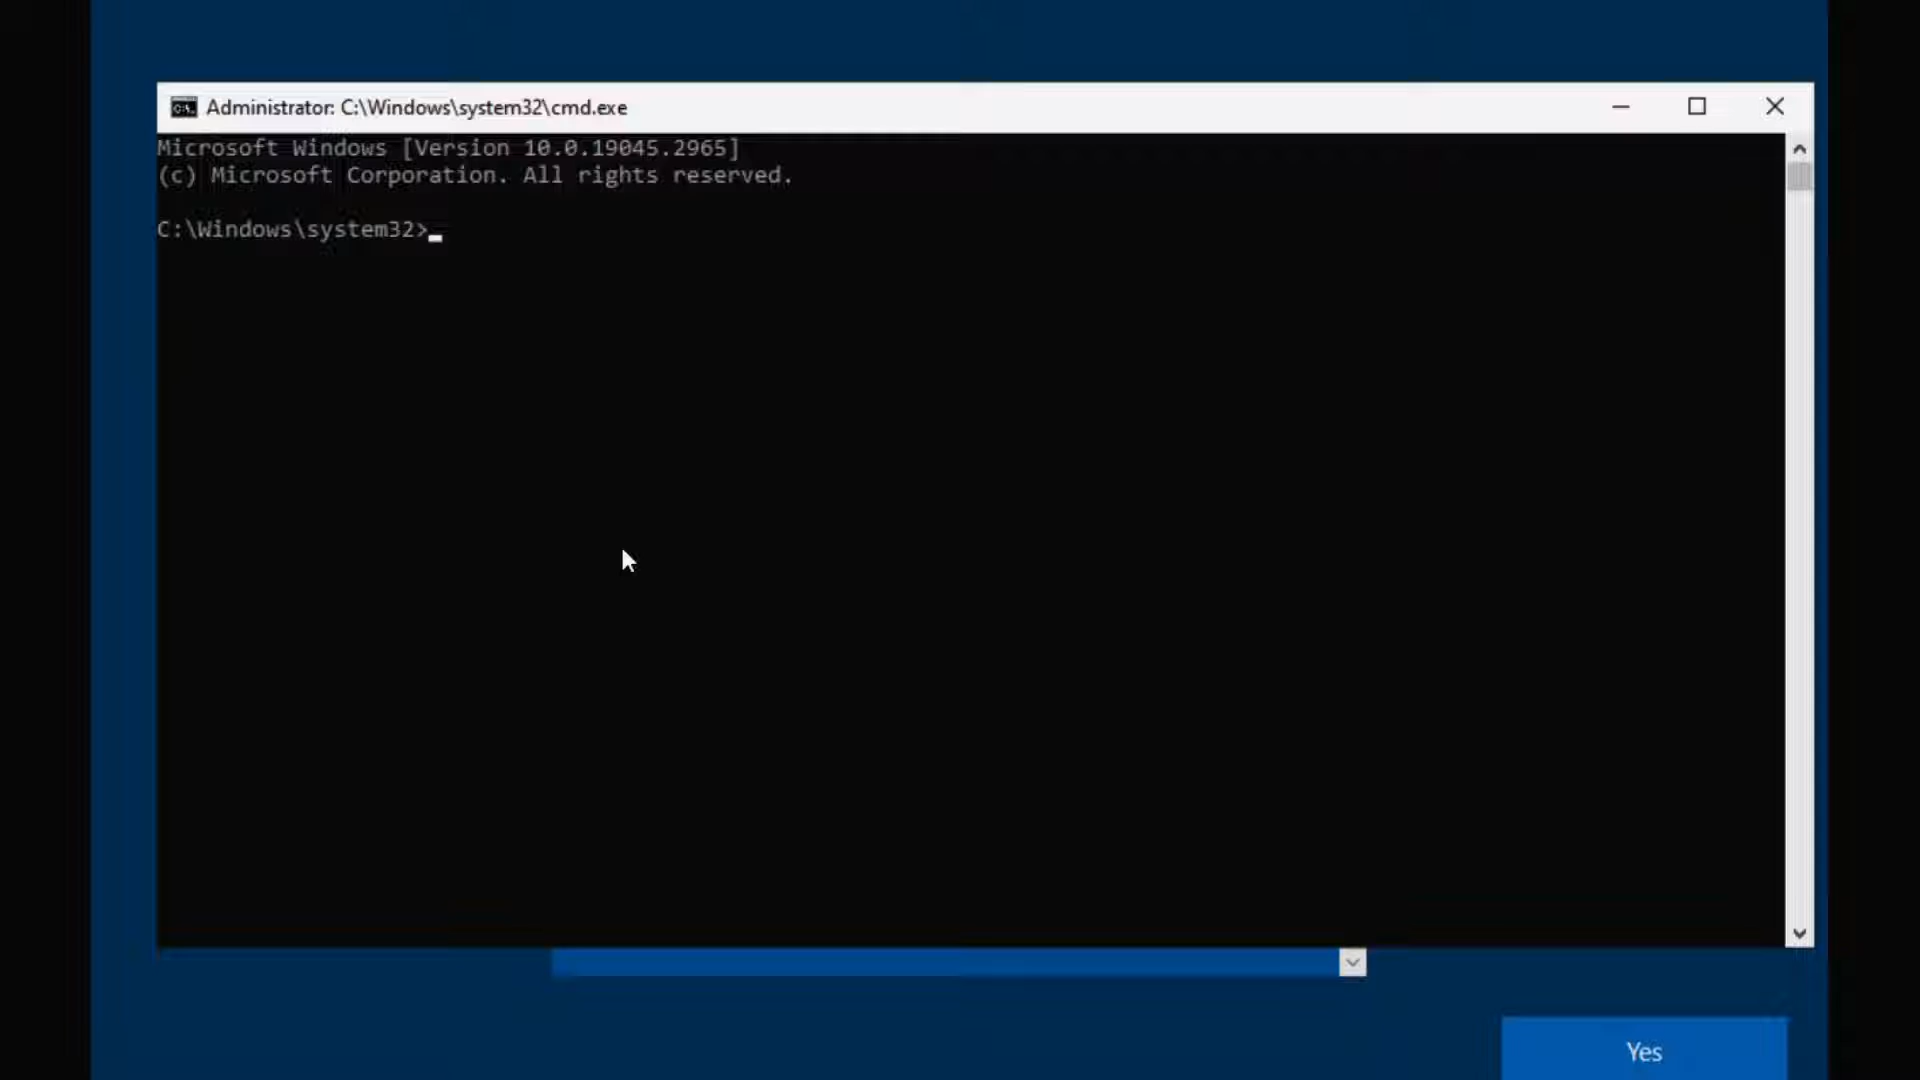 Administrator: C:\Windows\system32\cmd.exe
Microsoft Windows [Version 10.0.19045.2965]
(c) Microsoft Corporation. All rights reserved.
C:\Windows\system32>
Yes